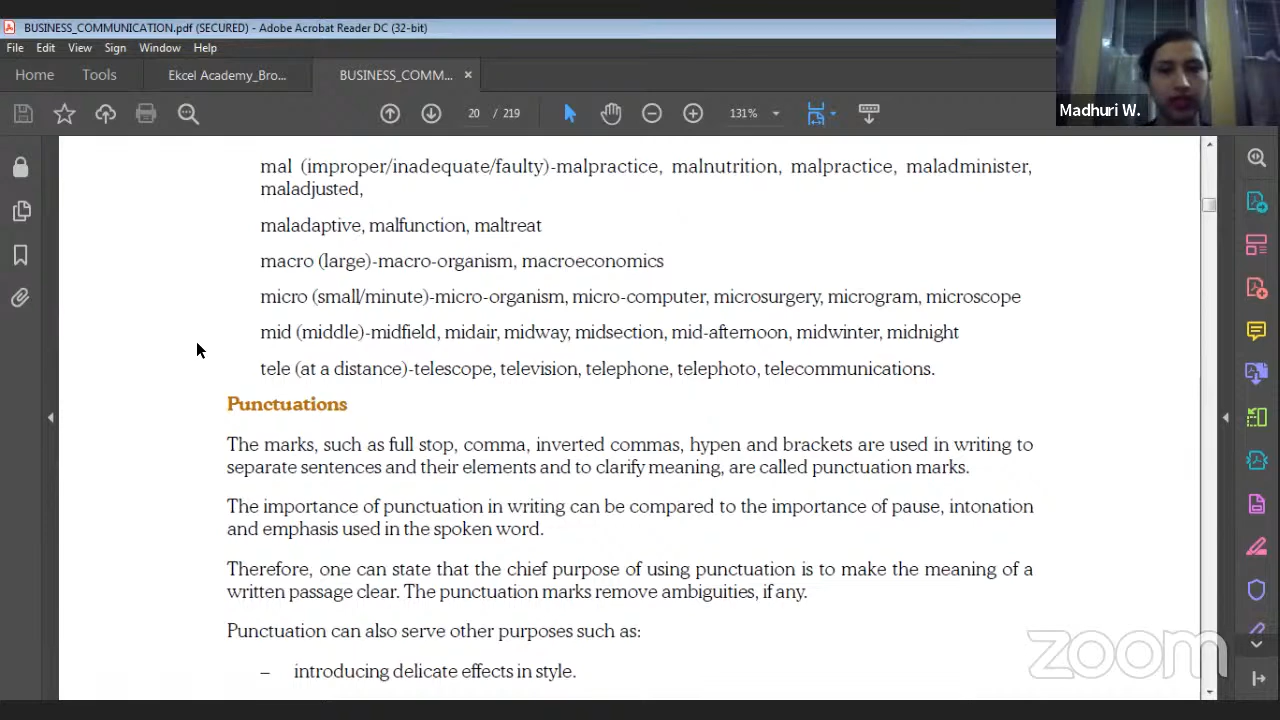 BUSINESS_COMMUNICATION.pdf (SECURED) - Adobe Acrobat Reader DC (32-bit)
File Edit View Sign Window Help
Home Tools Ekcel Academy_Bro... BUSINESS_COMM... ×
20 / 219 131%
Madhuri W.
mal (improper/inadequate/faulty)-malpractice, malnutrition, malpractice, maladminister,
maladjusted,
maladaptive, malfunction, maltreat
macro (large)-macro-organism, macroeconomics
micro (small/minute)-micro-organism, micro-computer, microsurgery, microgram, microscope
mid (middle)-midfield, midair, midway, midsection, mid-afternoon, midwinter, midnight
tele (at a distance)-telescope, television, telephone, telephoto, telecommunications.
Punctuations
The marks, such as full stop, comma, inverted commas, hypen and brackets are used in writing to
separate sentences and their elements and to clarify meaning, are called punctuation marks.
The importance of punctuation in writing can be compared to the importance of pause, intonation
and emphasis used in the spoken word.
Therefore, one can state that the chief purpose of using punctuation is to make the meaning of a
written passage clear. The punctuation marks remove ambiguities, if any.
Punctuation can also serve other purposes such as:
– introducing delicate effects in style.
zoom